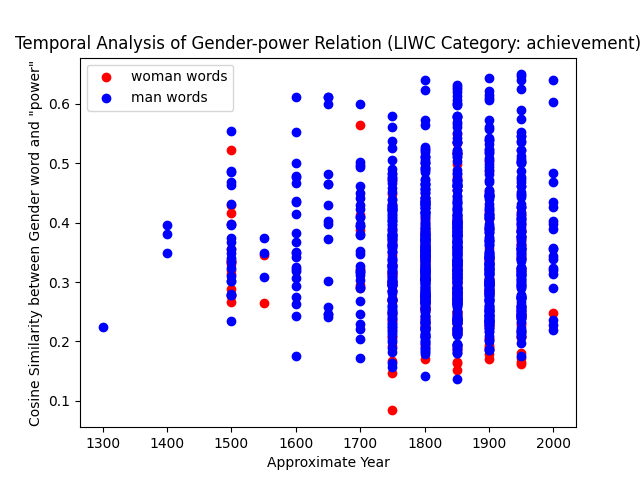 Temporal Analysis of Gender-power Relation (LIWC Category: achievement)
woman words
man words
Cosine Similarity between Gender word and "power"
0.6
0.5
0.4
0.3
0.2
0.1
1300 1400 1500 1600 1700 1800 1900 2000
Approximate Year